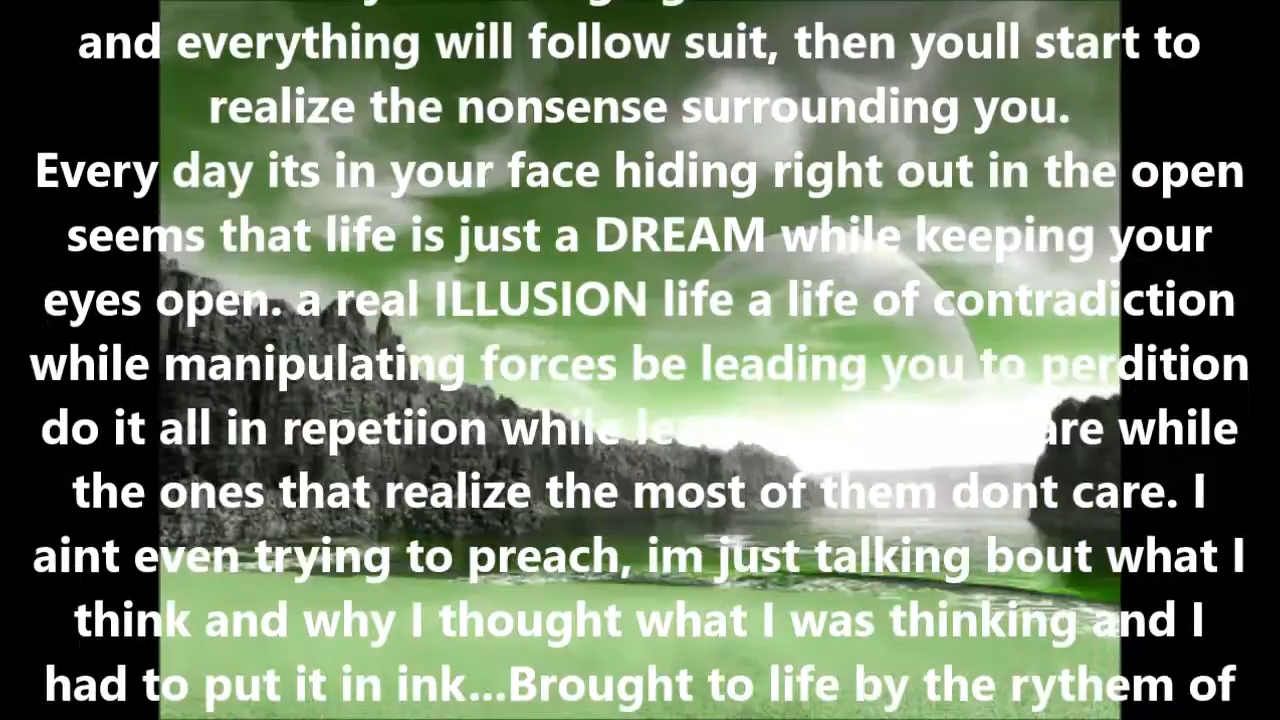 and everything will follow suit, then youll start to
realize the nonsense surrounding you.
Every day its in your face hiding right out in the open
seems that life is just a DREAM while keeping your
eyes open. a real ILLUSION life a life of contradiction
while manipulating forces be leading you to perdition
do it all in repetiion while are while
the ones that realize the most of them dont care. I
aint even trying to preach, im just talking bout what I
think and why I thought what I was thinking and I
had to put it in ink...Brought to life by the rythem of